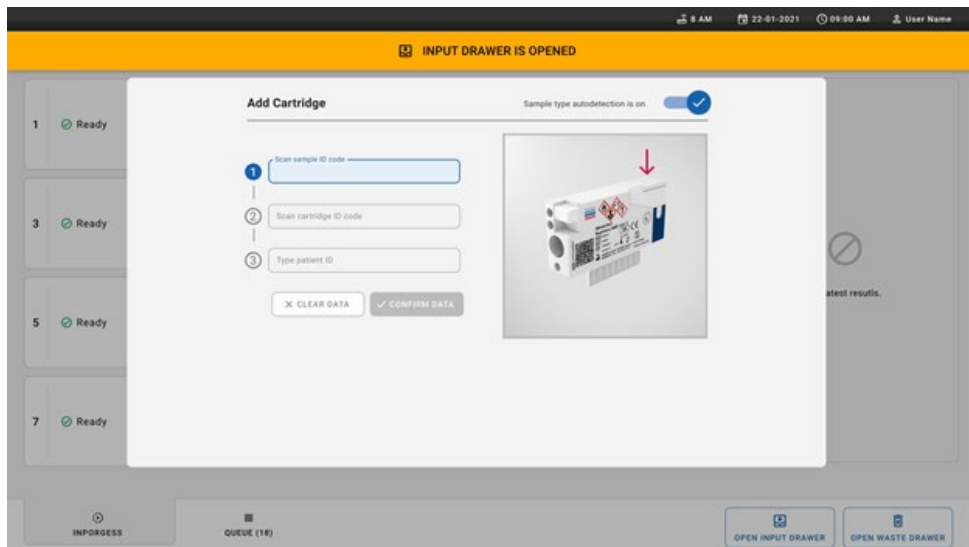 8 AM
22-01-2021
09:00 AM
User Name
INPUT DRAWER IS OPENED
Add Cartridge
Sample type autodetection is on.
1
Ready
3
Ready
5
Ready
7
Ready
1
Scan sample ID code
2
Scan cartridge ID code
3
Type patient ID
CLEAR DATA
CONFIRM DATA
atest resutls.
INPORGESS
QUEUE (18)
OPEN INPUT DRAWER
OPEN WASTE DRAWER